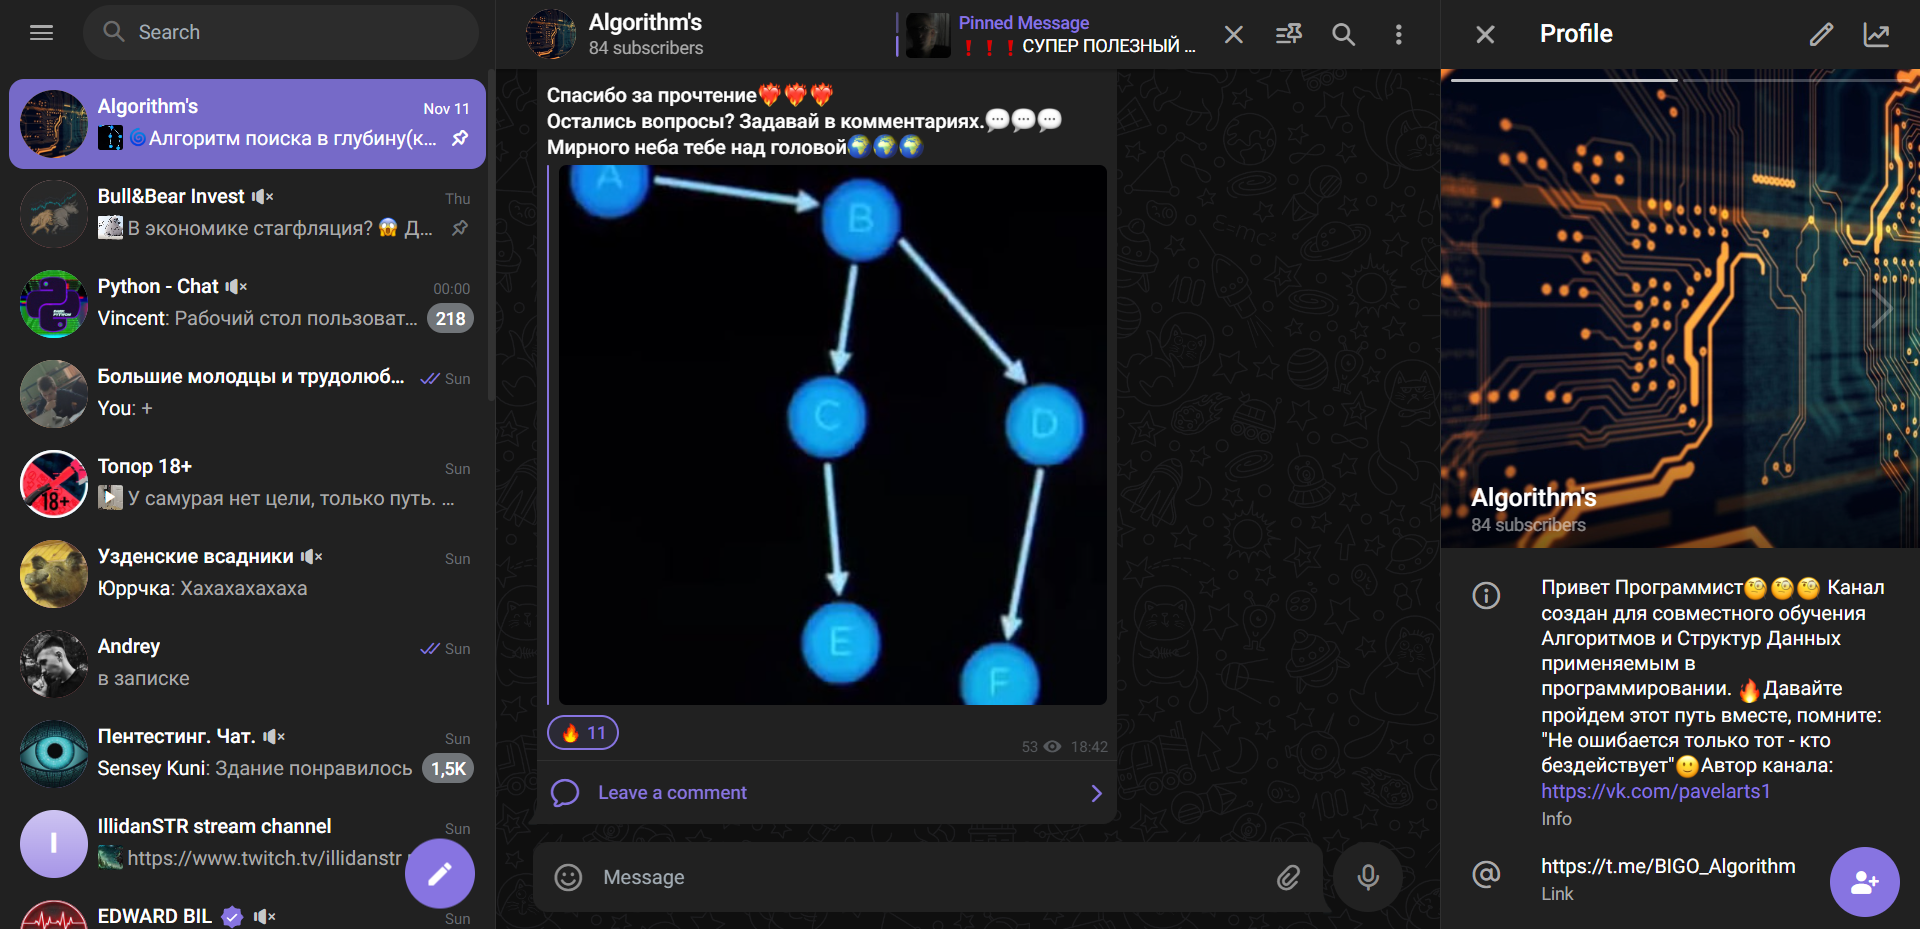 Search
Algorithm's
Nov 11
Алгоритм поиска в глубину(к...
Bull&Bear Invest
Thu
В экономике стагфляция? 😱 Д...
Python - Chat
00:00
Vincent: Рабочий стол пользоват...
218
Большие молодцы и трудолюб...
Sun
You: +
Топор 18+
Sun
18+
У самурая нет цели, только путь. ...
Узденские всадники
Sun
Юррчка: Хахахахахаха
Andrey
Sun
в записке
Пентестинг. Чат.
Sun
Sensey Kuni: Здание понравилось
1,5K
I
IllidanSTR stream channel
Sun
https://www.twitch.tv/illidanstr
EDWARD BIL
Sun
Algorithm's
84 subscribers
Pinned Message
❗❗❗СУПЕР ПОЛЕЗНЫЙ ...
Спасибо за прочтение❤️‍🔥❤️‍🔥❤️‍🔥
Остались вопросы? Задавай в комментариях.💬💬💬
Мирного неба тебе над головой🌍🌍🌍
A
B
C
D
E
F
🔥 11
53 18:42
Leave a comment
Message
Profile
Algorithm's
84 subscribers
Привет Программист🧐🧐🧐 Канал
создан для совместного обучения
Алгоритмов и Структур Данных
применяемым в
программировании. 🔥Давайте
пройдем этот путь вместе, помните:
"Не ошибается только тот - кто
бездействует"🙂Автор канала:
https://vk.com/pavelarts1
Info
https://t.me/BIGO_Algorithm
Link